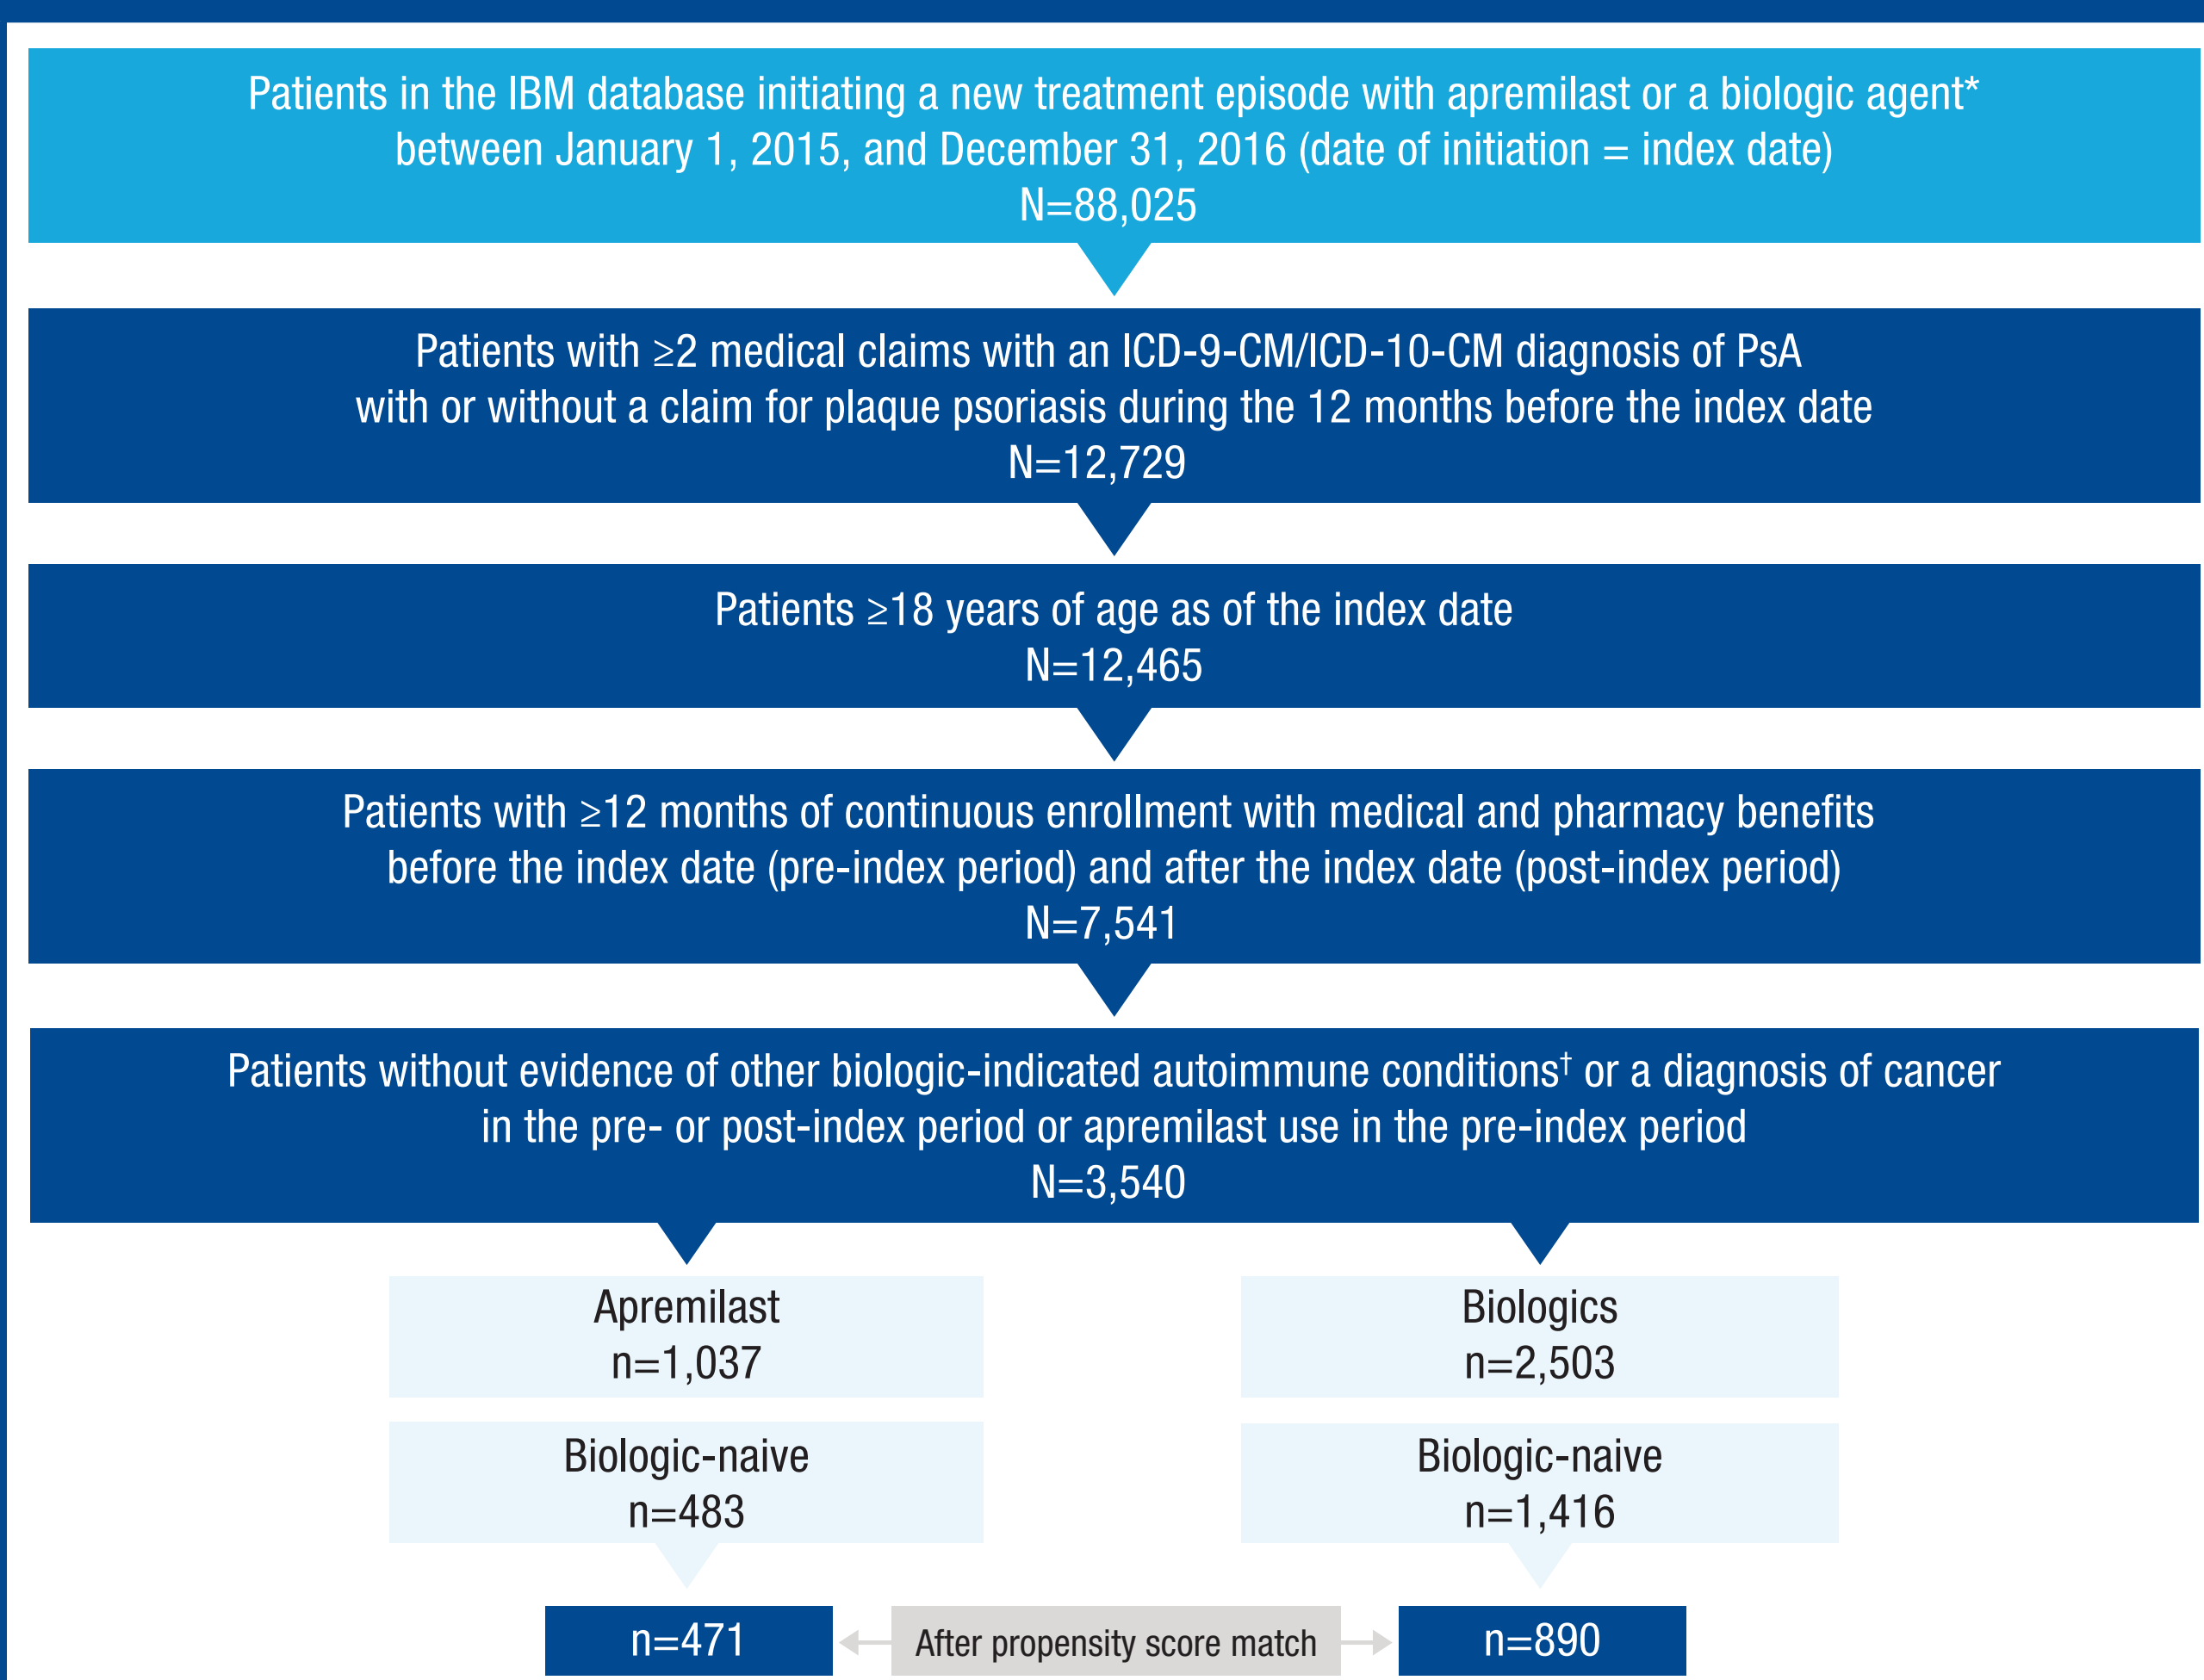 Patients in the IBM database initiating a new treatment episode with apremilast or a biologic agent*
between January 1, 2015, and December 31, 2016 (date of initiation = index date)
N=88,025
Patients with ≥2 medical claims with an ICD-9-CM/ICD-10-CM diagnosis of PsA
with or without a claim for plaque psoriasis during the 12 months before the index date
N=12,729
Patients ≥18 years of age as of the index date
N=12,465
Patients with ≥12 months of continuous enrollment with medical and pharmacy benefits
before the index date (pre-index period) and after the index date (post-index period)
N=7,541
Patients without evidence of other biologic-indicated autoimmune conditions† or a diagnosis of cancer
in the pre- or post-index period or apremilast use in the pre-index period
N=3,540
Apremilast
n=1,037
Biologics
n=2,503
Biologic-naive
n=483
Biologic-naive
n=1,416
n=471
After propensity score match
n=890